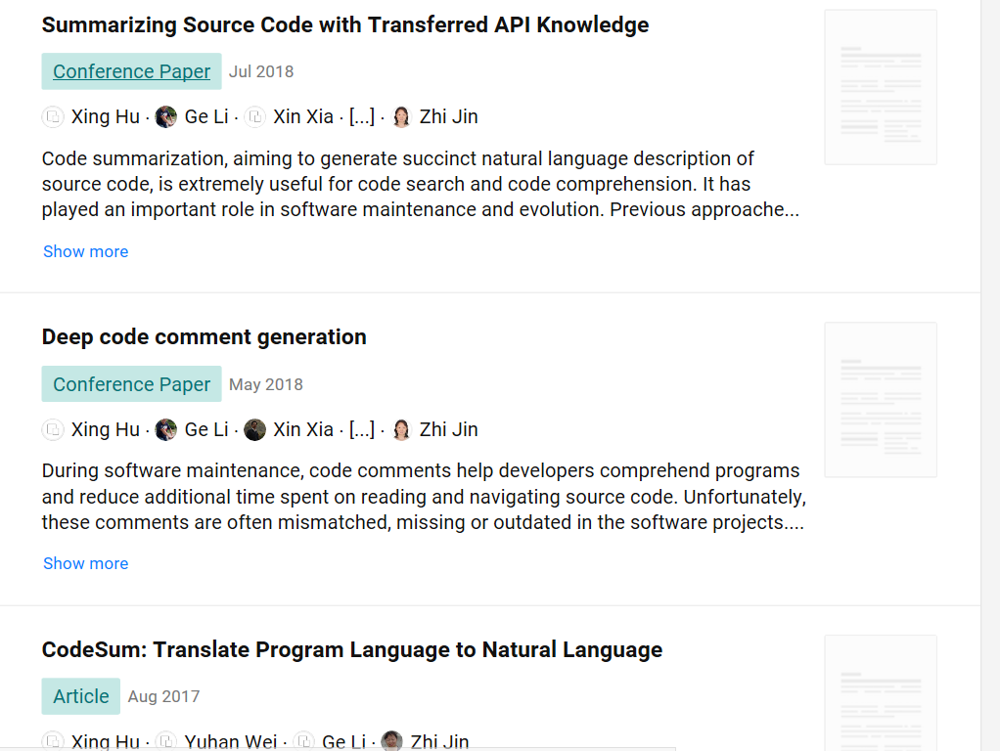 Summarizing Source Code with Transferred API Knowledge
Conference Paper Jul 2018
Xing Hu · Ge Li · Xin Xia · [...] · Zhi Jin
Code summarization, aiming to generate succinct natural language description of
source code, is extremely useful for code search and code comprehension. It has
played an important role in software maintenance and evolution. Previous approache...
Show more
Deep code comment generation
Conference Paper May 2018
Xing Hu · Ge Li · Xin Xia · [...] · Zhi Jin
During software maintenance, code comments help developers comprehend programs
and reduce additional time spent on reading and navigating source code. Unfortunately,
these comments are often mismatched, missing or outdated in the software projects....
Show more
CodeSum: Translate Program Language to Natural Language
Article Aug 2017
Xing Hu · Yuhan Wei · Ge Li · Zhi Jin